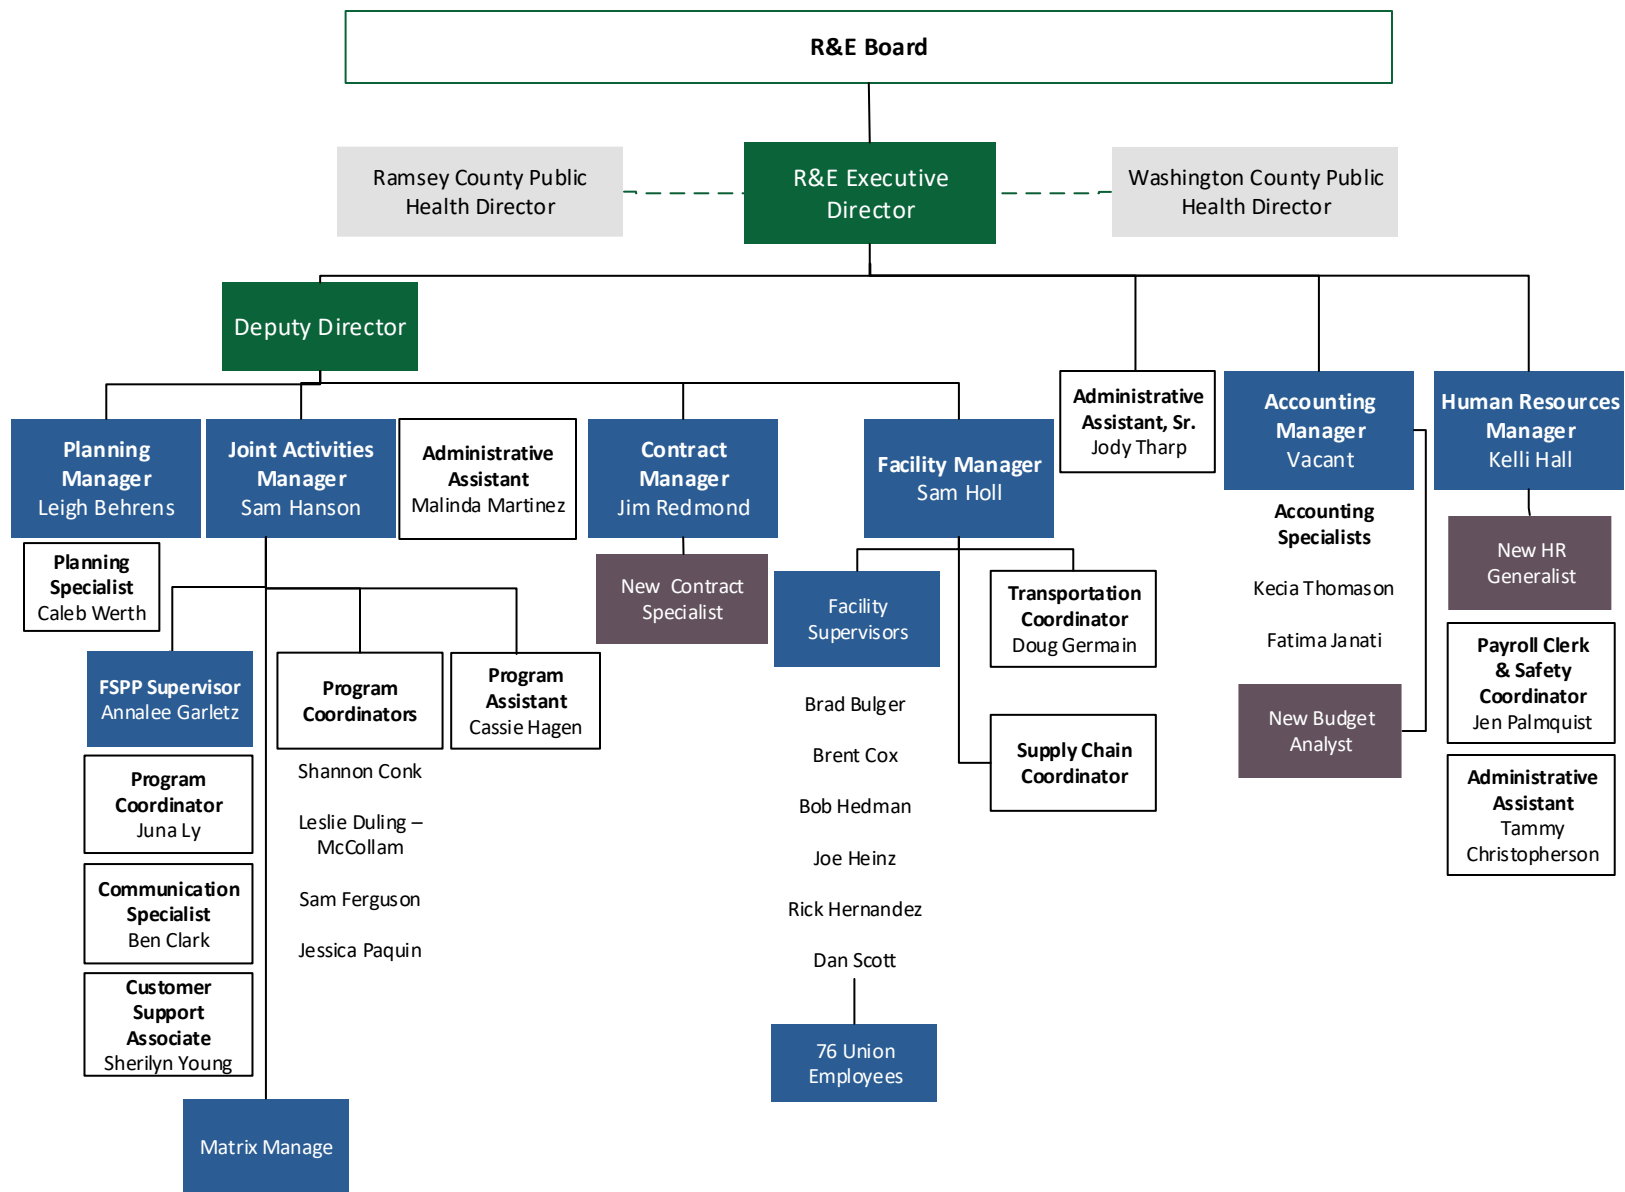 R&E Board
Ramsey County Public
Health Director
R&E Executive
Director
Washington County Public
Health Director
Deputy Director
Planning
Manager
Leigh Behrens
Joint Activities
Manager
Sam Hanson
Administrative
Assistant
Malinda Martinez
Contract
Manager
Jim Redmond
Facility Manager
Sam Holl
Administrative
Assistant, Sr.
Jody Tharp
Accounting
Manager
Vacant
Human Resources
Manager
Kelli Hall
Planning
Specialist
Caleb Werth
New  Contract
Specialist
Facility
Supervisors
Transportation
Coordinator
Doug Germain
Accounting
Specialists
Kecia Thomason
Fatima Janati
New HR
Generalist
FSPP Supervisor
Annalee Garletz
Program
Coordinators
Program
Assistant
Cassie Hagen
Payroll Clerk
& Safety
Coordinator
Jen Palmquist
New Budget
Analyst
Program
Coordinator
Juna Ly
Shannon Conk
Leslie Duling –
McCollam
Sam Ferguson
Jessica Paquin
Brad Bulger
Brent Cox
Bob Hedman
Joe Heinz
Rick Hernandez
Dan Scott
Supply Chain
Coordinator
Administrative
Assistant
Tammy
Christopherson
Communication
Specialist
Ben Clark
Customer
Support
Associate
Sherilyn Young
76 Union
Employees
Matrix Manage